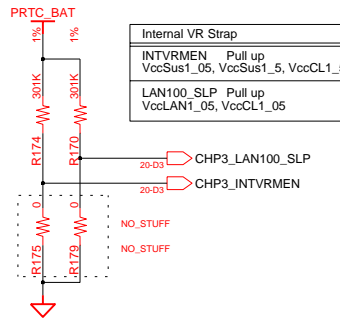 PRTC_BAT
1% 1%
Internal VR Strap
INTVRMEN Pull up
VccSus1_05, VccSus1_5, VccCL1_
LAN100_SLP Pull up
VccLAN1_05, VccCL1_05
301K 301K
R174 R170
20-D3 CHP3_LAN100_SLP
20-D3 CHP3_INTVRMEN
0 0
NO_STUFF
NO_STUFF
R175 R179